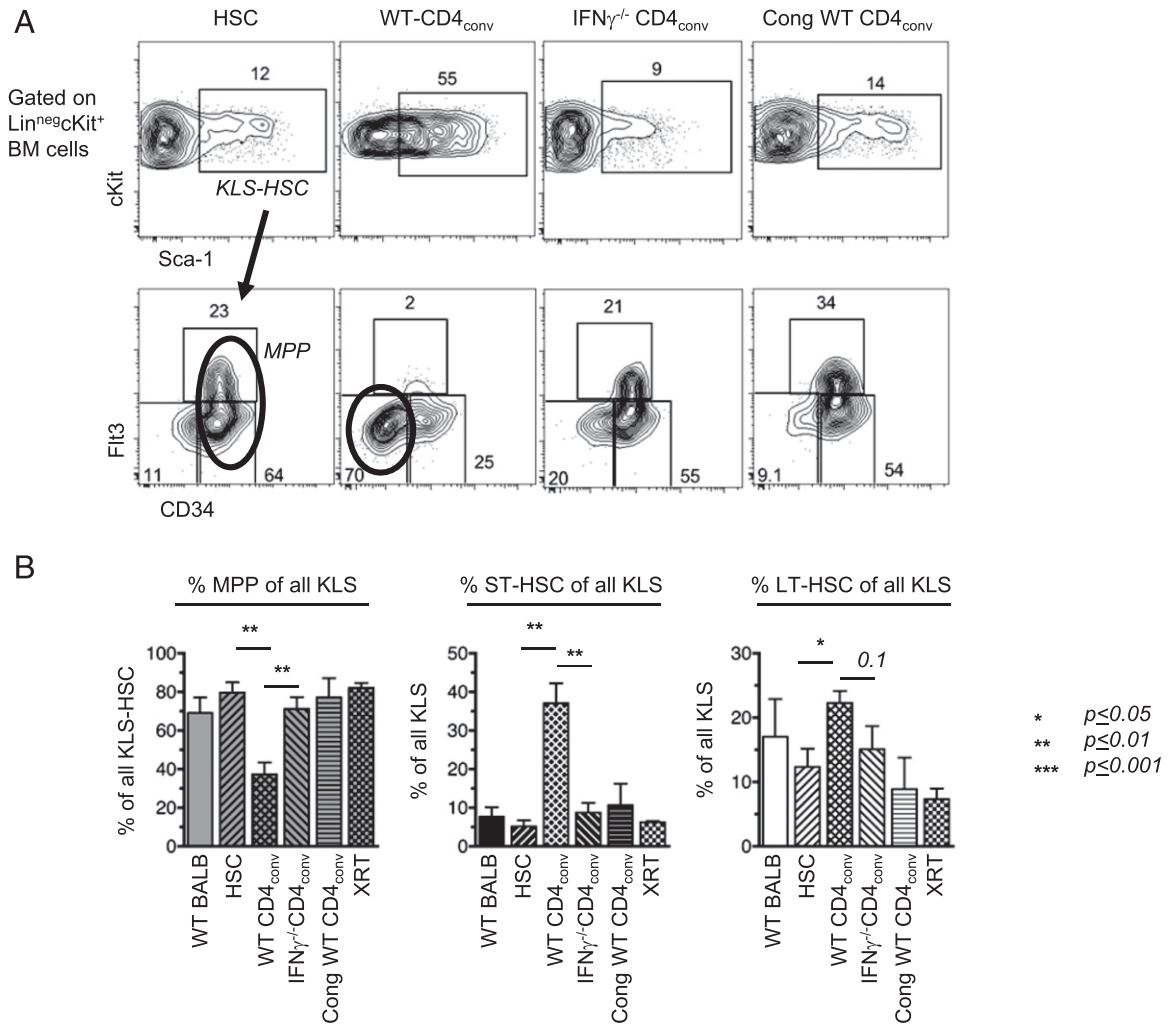 A
HSC
WT-CD4conv
IFNγ-/- CD4conv
Cong WT CD4conv
Gated on
LinnegcKit+
BM cells
12
55
9
14
KLS-HSC
cKit
Sca-1
23
2
21
34
MPP
Flt3
11
64
70
25
20
55
9.1
54
CD34
B
% MPP of all KLS
% ST-HSC of all KLS
% LT-HSC of all KLS
% of all KLS-HSC
100
80
60
40
20
0
**
**
WT BALB
HSC
WT CD4conv
IFNγ-/-CD4conv
Cong WT CD4conv
XRT
% of all KLS
50
40
30
20
10
0
**
**
WT BALB
HSC
WT CD4conv
IFNγ-/-CD4conv
Cong WT CD4conv
XRT
% of all KLS
30
20
10
0
*
0.1
WT BALB
HSC
WT CD4conv
IFNγ-/-CD4conv
Cong WT CD4conv
XRT
* p≤0.05
** p≤0.01
*** p≤0.001